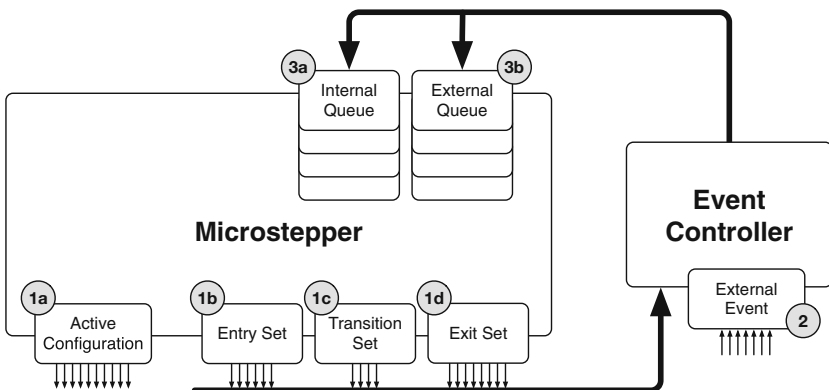 3a
Internal
Queue
External
Queue
3b
Microstepper
Event
Controller
1a
Active
Configuration
1b
Entry Set
1c
Transition
Set
1d
Exit Set
External
Event
2